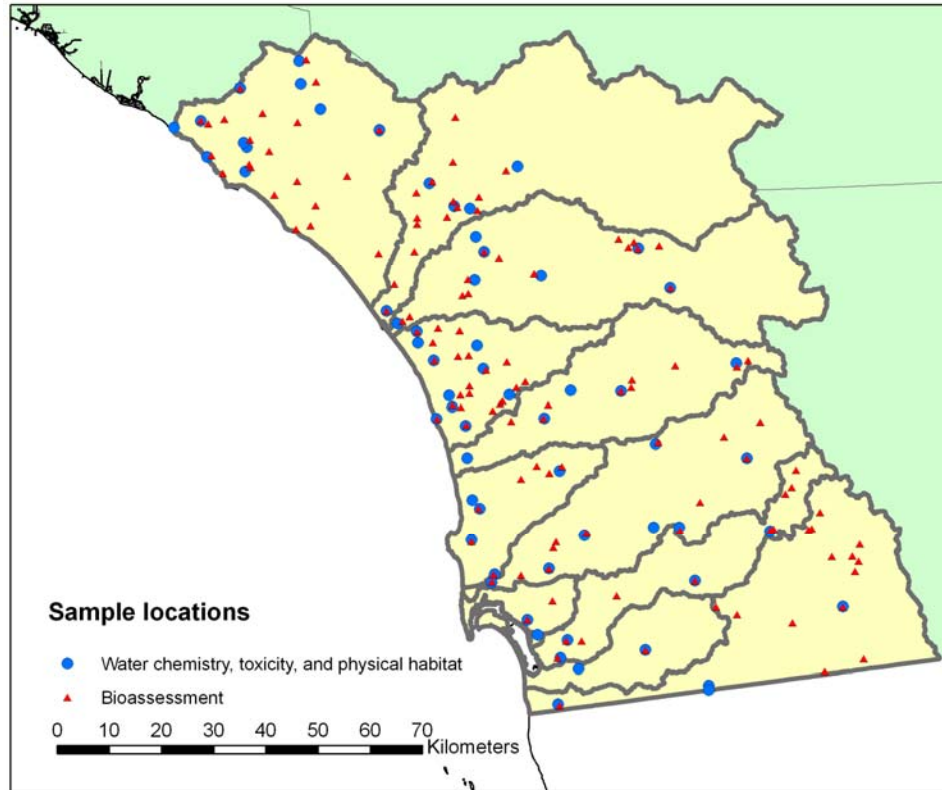 Sample locations
Water chemistry, toxicity, and physical habitat
Bioassessment
0 10 20 30 40 50 60 70
Kilometers